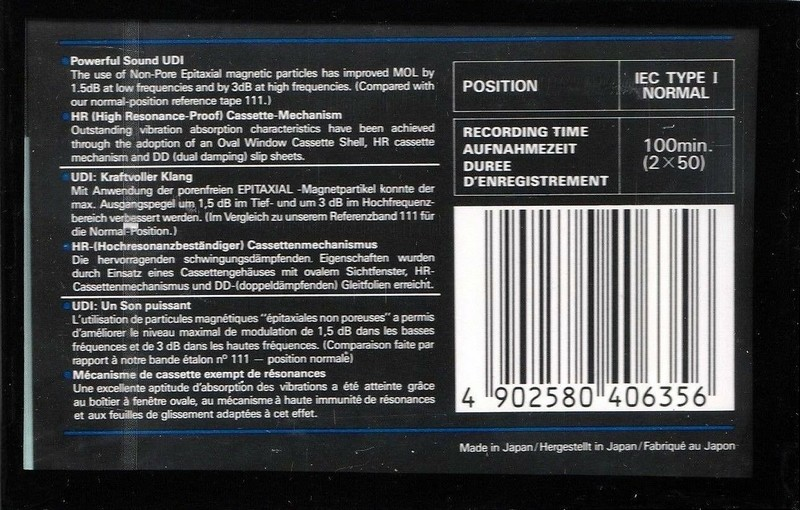 Powerful Sound UDI
The use of Non-Pore Epitaxial magnetic particles has improved MOL by
1.5dB at low frequencies and by 3dB at high frequencies. (Compared with
our normal-position reference tape 111.)
HR (High Resonance-Proof) Cassette-Mechanism
Outstanding vibration absorption characteristics have been achieved
through the adoption of an Oval Window Cassette Shell, HR cassette
mechanism and DD (dual damping) slip sheets.
UDI: Kraftvoller Klang
Mit Anwendung der porenfreien EPITAXIAL -Magnetpartikel konnte der
max. Ausgangspegel um 1,5 dB im Tief- und um 3 dB im Hochfrequenz-
bereich verbessert werden. (Im Vergleich zu unserem Referenzband 111 für
die Normal-Position.)
HR-(Hochresonanzbeständiger) Cassettenmechanismus
Die hervorragenden schwingungsdämpfenden. Eigenschaften wurden
durch Einsatz eines Cassettengehäuses mit ovalem Sichtfenster, HR-
Cassettenmechanismus und DD-(doppeldämpfenden) Gleitfolien erreicht.
UDI: Un Son puissant
L'utilisation de particules magnétiques "épitaxiales non poreuses" a permis
d'améliorer le niveau maximal de modulation de 1,5 dB dans les basses
fréquences et de 3 dB dans les hautes fréquences. (Comparaison faite par
rapport à notre bande étalon n° 111 — position normale)
Mécanisme de cassette exempt de résonances
Une excellente aptitude d'absorption des vibrations a été atteinte grâce
au boîtier à fenêtre ovale, au mécanisme à haute immunité de résonances
et aux feuilles de glissement adaptées à cet effet.
POSITION
IEC TYPE I
NORMAL
RECORDING TIME
AUFNAHMEZEIT
DUREE
D'ENREGISTREMENT
100min.
(2×50)
4 902580 406356
Made in Japan/Hergestellt in Japan/Fabriqué au Japon